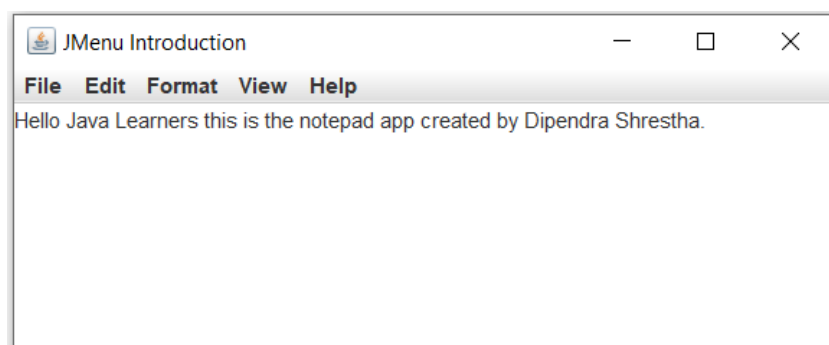 JMenu Introduction
File Edit Format View Help
Hello Java Learners this is the notepad app created by Dipendra Shrestha.